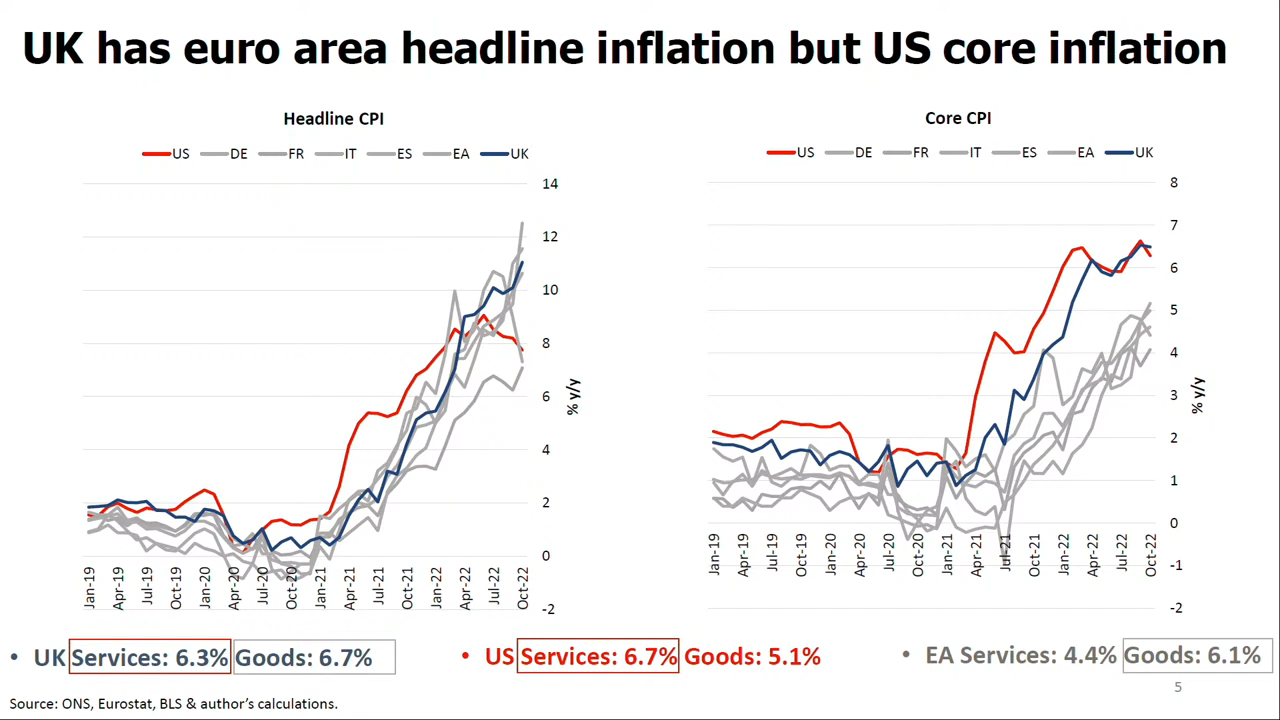 UK has euro area headline inflation but US core inflation
Headline CPI
US DE FR IT ES EA UK
14
12
10
8
6
4
2
0
-2
% y/y
Jan-19 Apr-19 Jul-19 Oct-19 Jan-20 Apr-20 Jul-20 Oct-20 Jan-21 Apr-21 Jul-21 Oct-21 Jan-22 Apr-22 Jul-22 Oct-22
Core CPI
US DE FR IT ES EA UK
8
7
6
5
4
3
2
1
0
-1
-2
% y/y
Jan-19 Apr-19 Jul-19 Oct-19 Jan-20 Apr-20 Jul-20 Oct-20 Jan-21 Apr-21 Jul-21 Oct-21 Jan-22 Apr-22 Jul-22 Oct-22
• UK Services: 6.3% Goods: 6.7%
• US Services: 6.7% Goods: 5.1%
• EA Services: 4.4% Goods: 6.1%
5
Source: ONS, Eurostat, BLS & author's calculations.